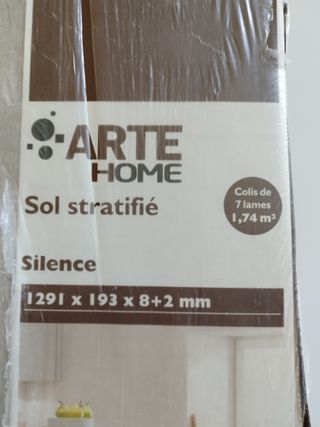 ARTE
HOME
Sol stratifié
Colis de
7 lames
1,74 m²
Silence
1291 x 193 x 8+2 mm